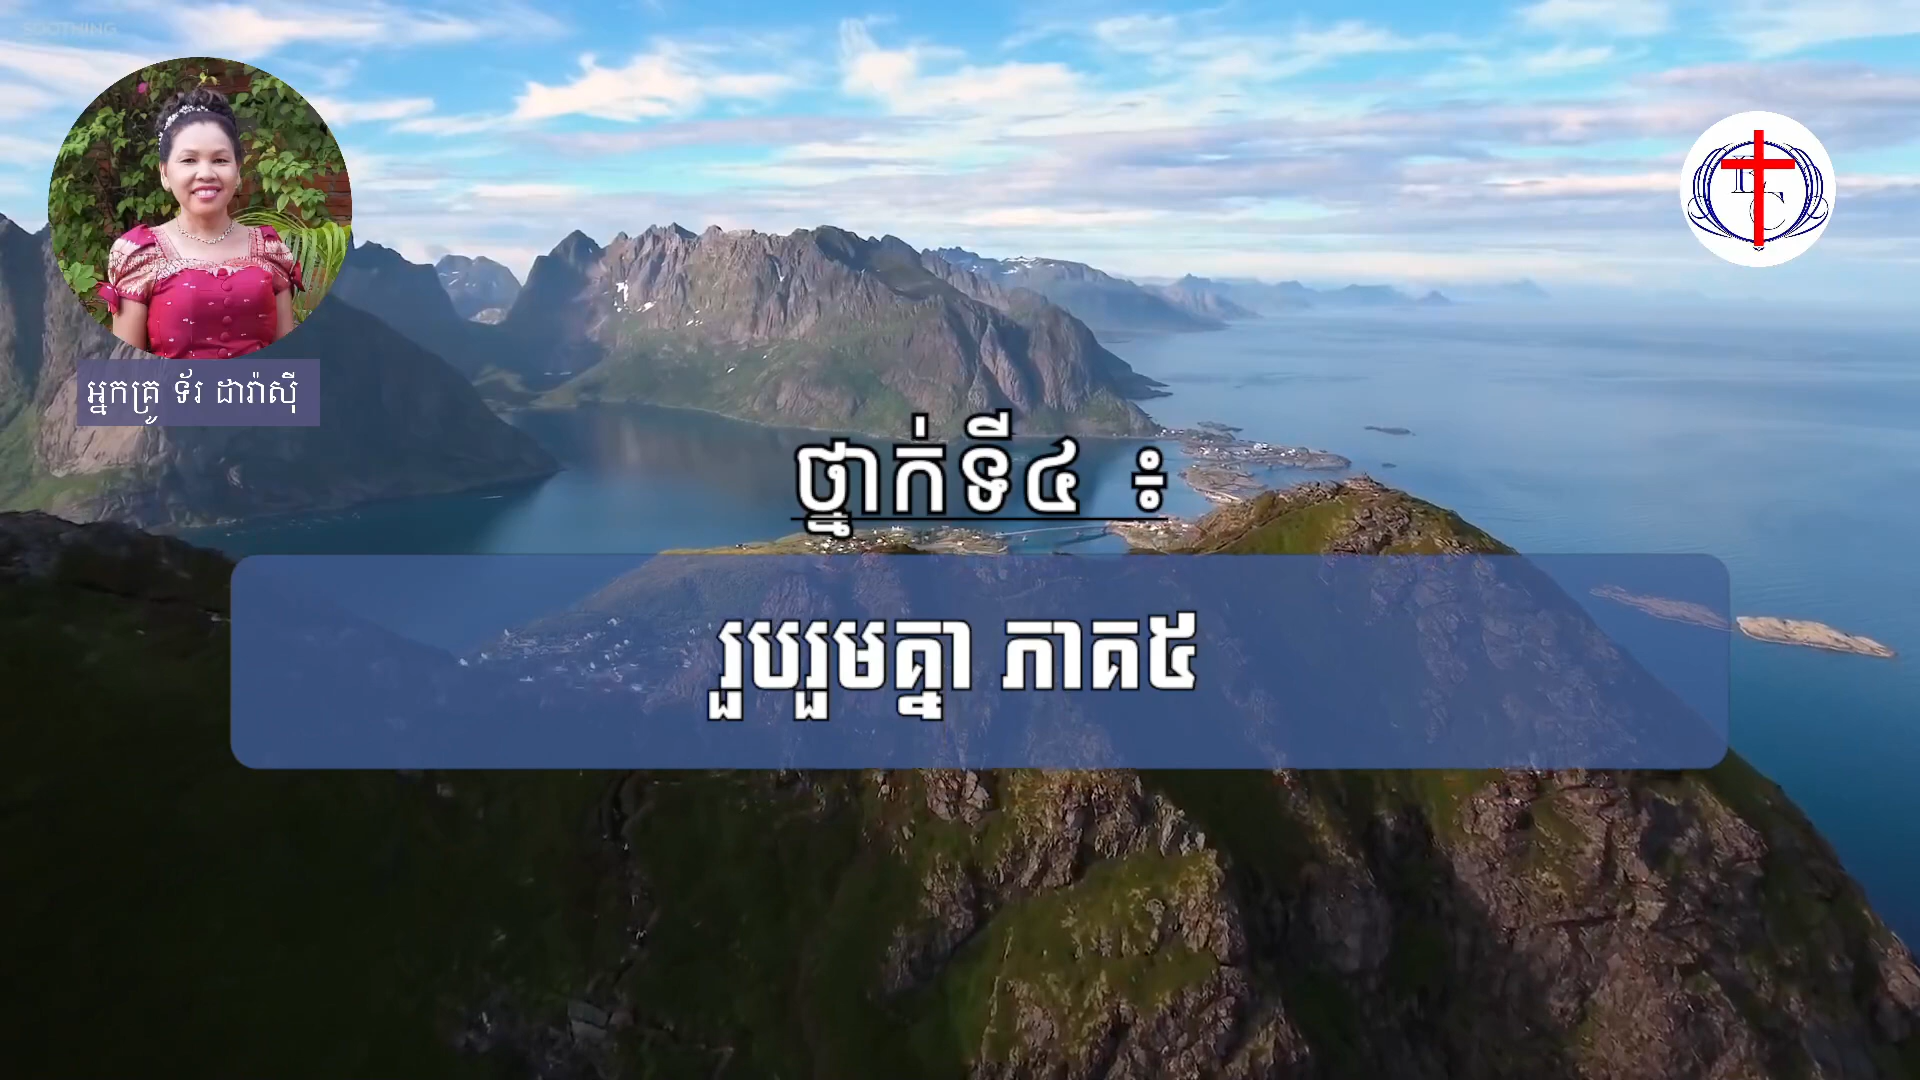 SOOTHING
អ្នកគ្រូ ទ័រ ដារ៉ាស៊ី
ថ្នាក់ទី៤ ៖
រួបរួមគ្នា ភាគ៥